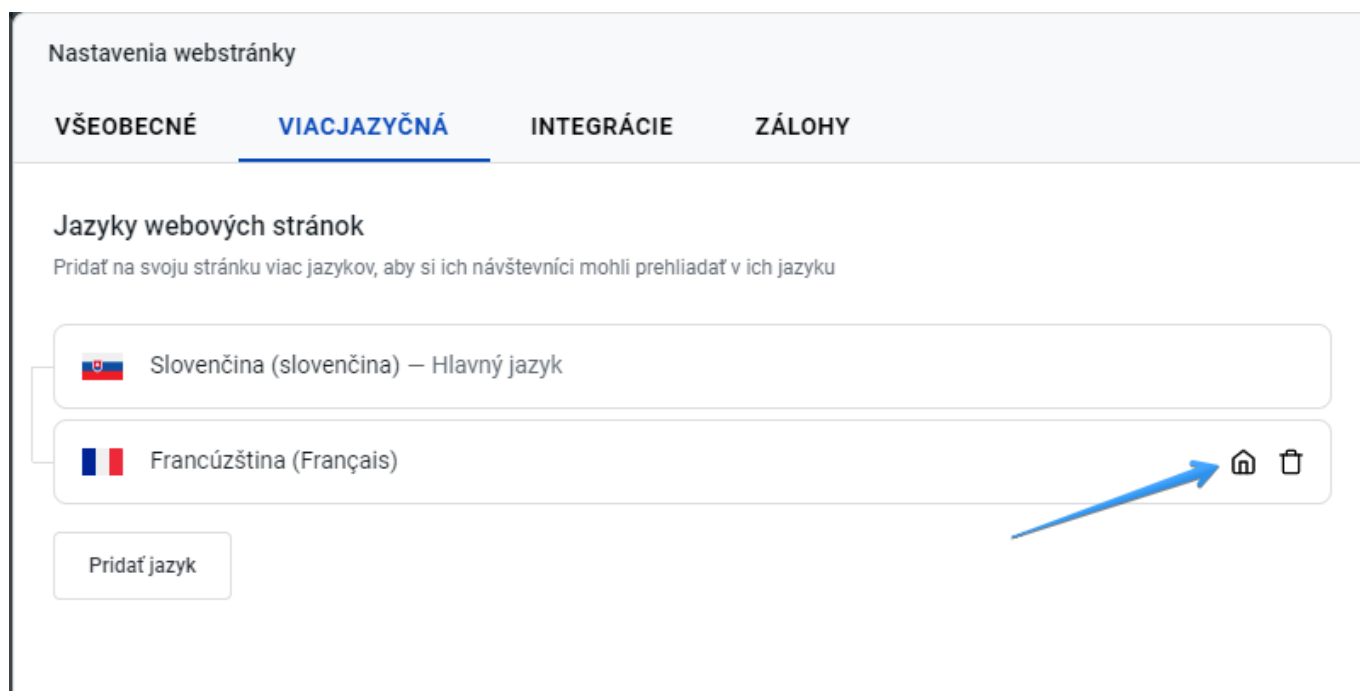 Nastavenia webstránky
VŠEOBECNÉ VIACJAZYČNÁ INTEGRÁCIE ZÁLOHY
Jazyky webových stránok
Pridať na svoju stránku viac jazykov, aby si ich návštevníci mohli prehliadať v ich jazyku
Slovenčina (slovenčina) — Hlavný jazyk
Francúzština (Français)
Pridať jazyk